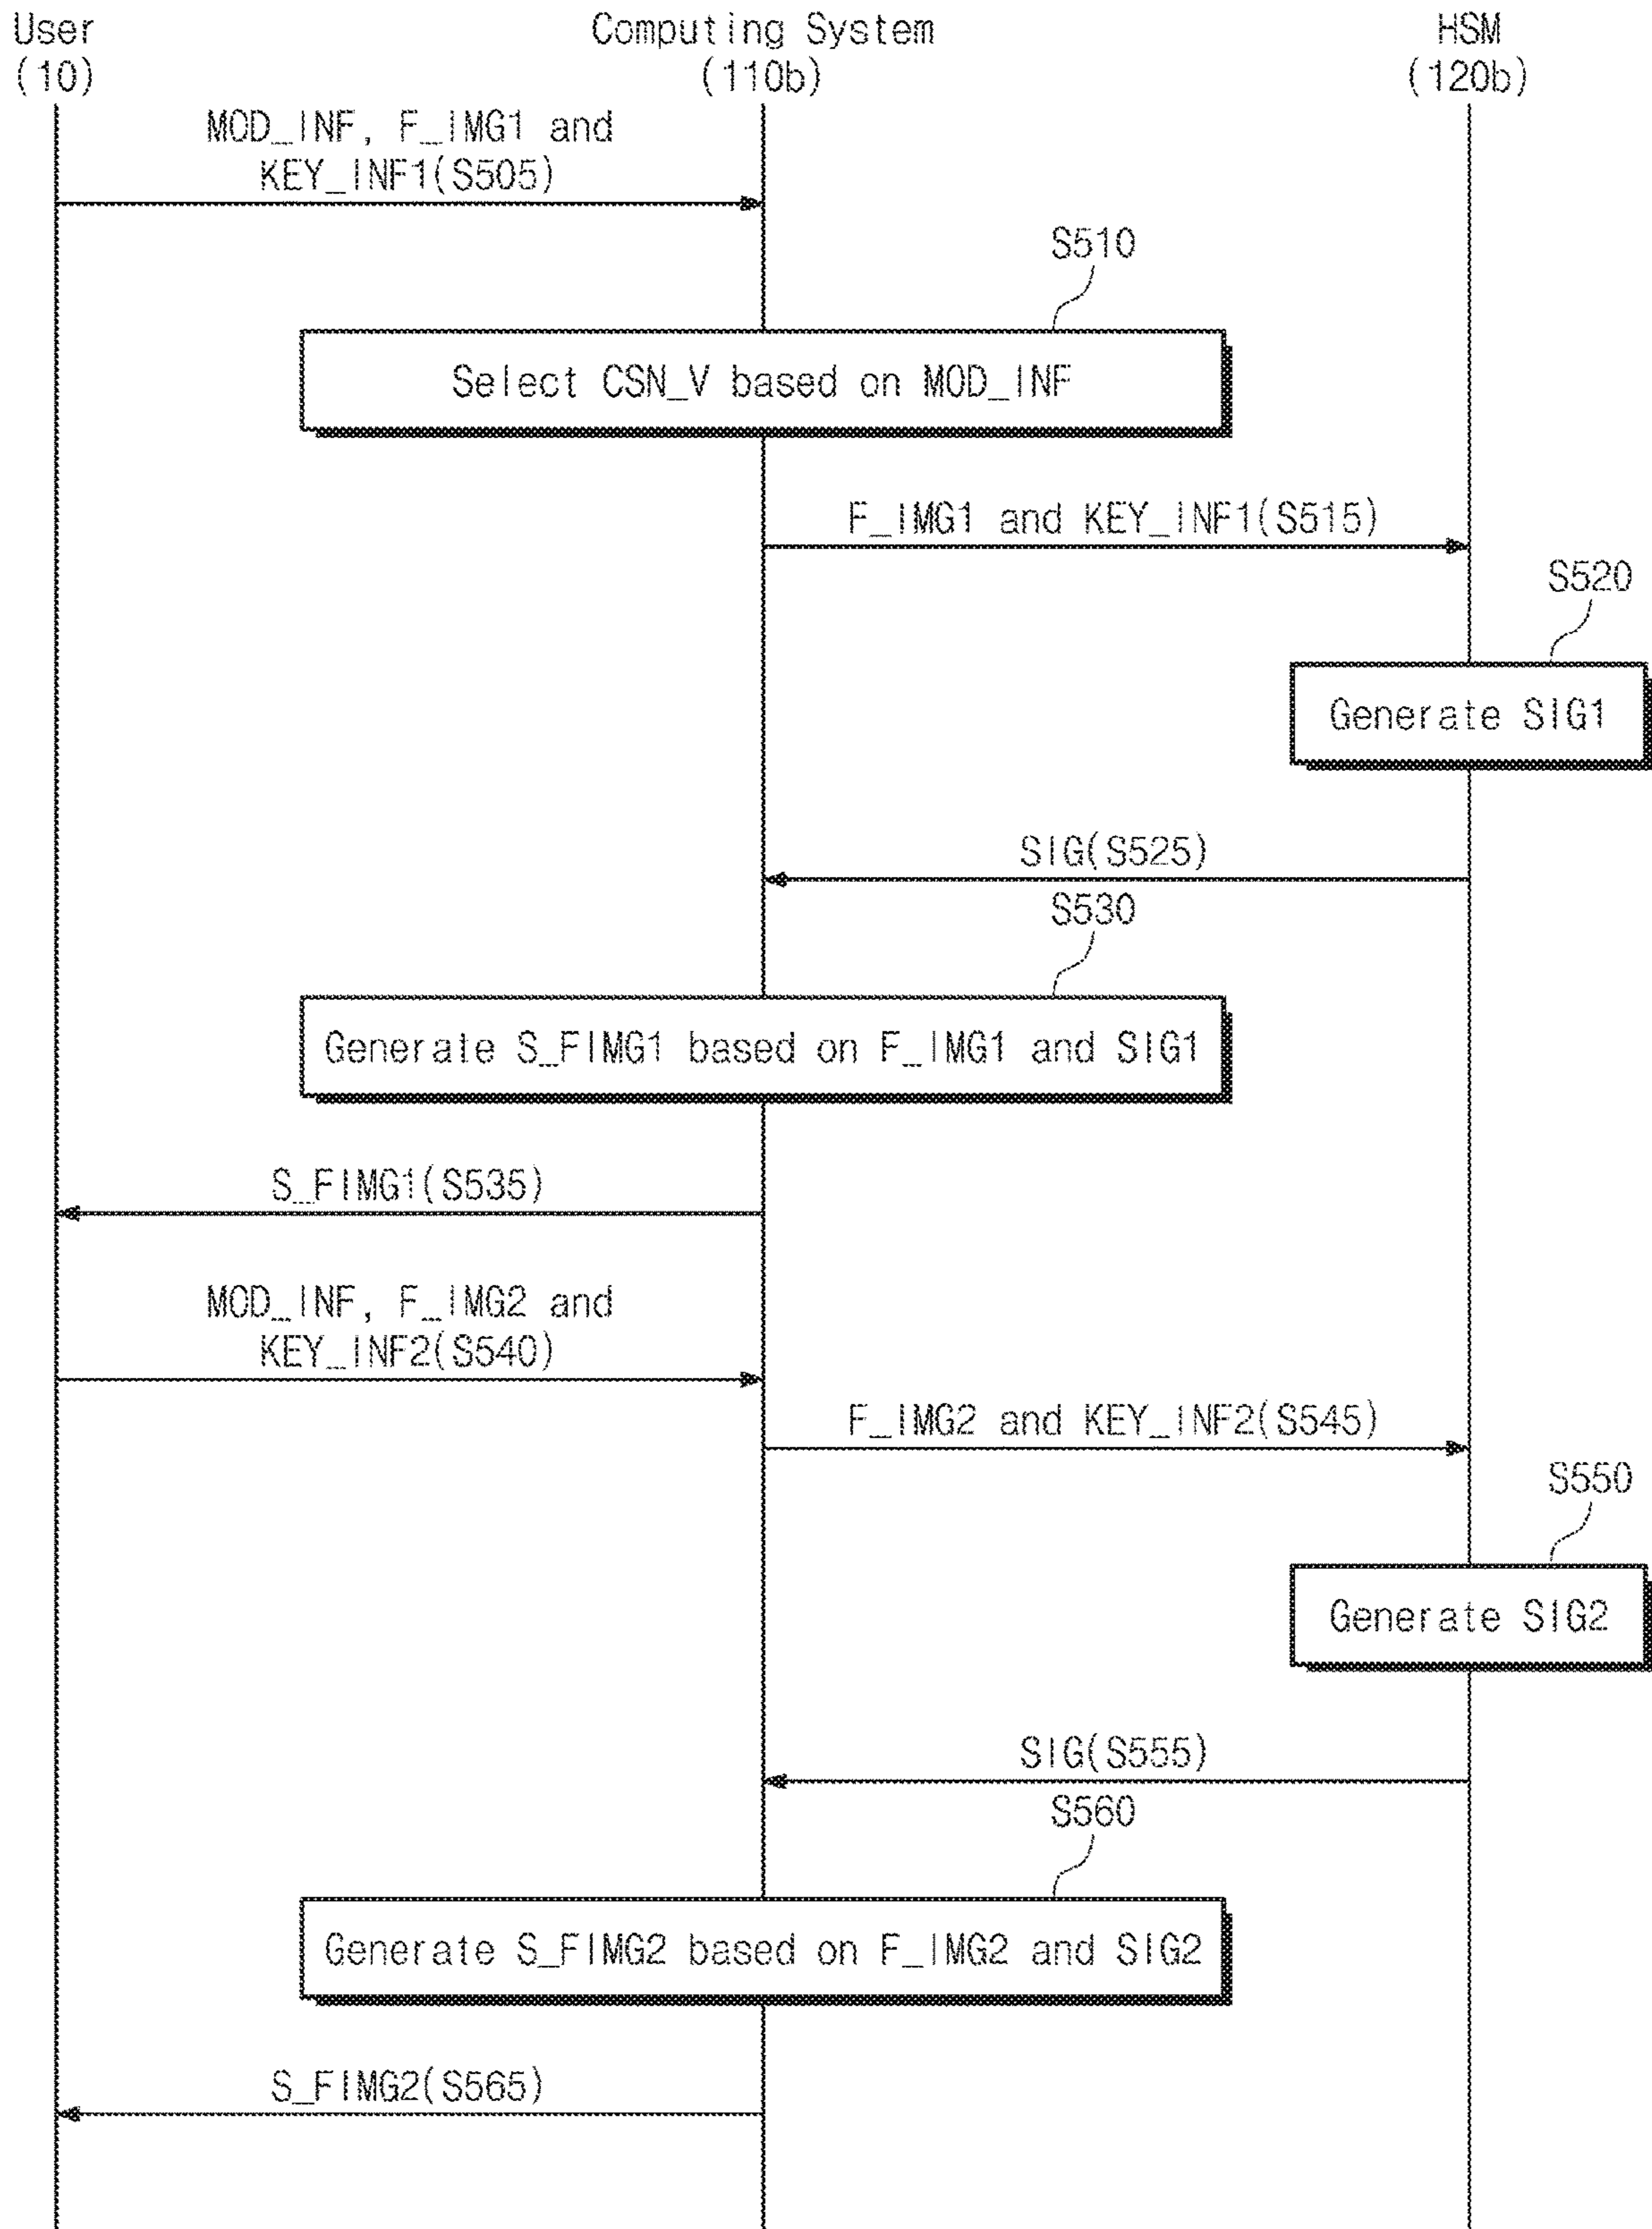 User
(10)
Computing System
(110b)
HSM
(120b)
MOD_INF, F_IMG1 and
KEY_INF1(S505)
S510
Select CSN_V based on MOD_INF
F_IMG1 and KEY_INF1(S515)
S520
Generate SIG1
SIG(S525)
S530
Generate S_FIMG1 based on F_IMG1 and SIG1
S_FIMG1(S535)
MOD_INF, F_IMG2 and
KEY_INF2(S540)
F_IMG2 and KEY_INF2(S545)
S550
Generate SIG2
SIG(S555)
S560
Generate S_FIMG2 based on F_IMG2 and SIG2
S_FIMG2(S565)